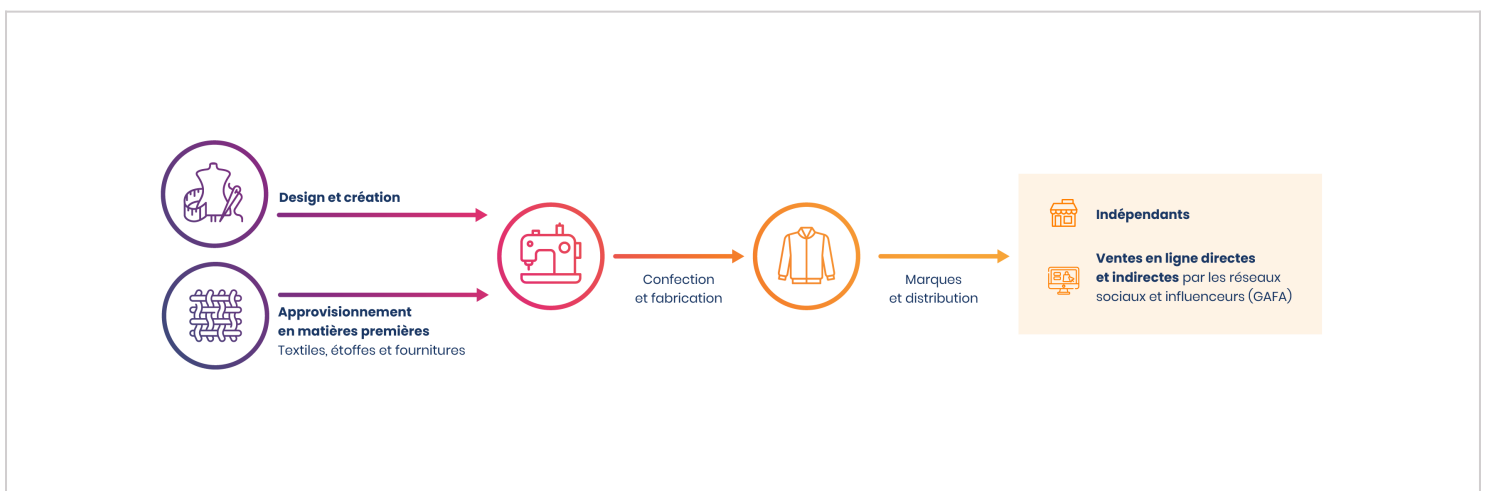 Design et création
Approvisionnement
en matières premières
Textiles, étoffes et fournitures
Confection
et fabrication
Marques
et distribution
Indépendants
Ventes en ligne directes
et indirectes par les réseaux
sociaux et influenceurs (GAFA)